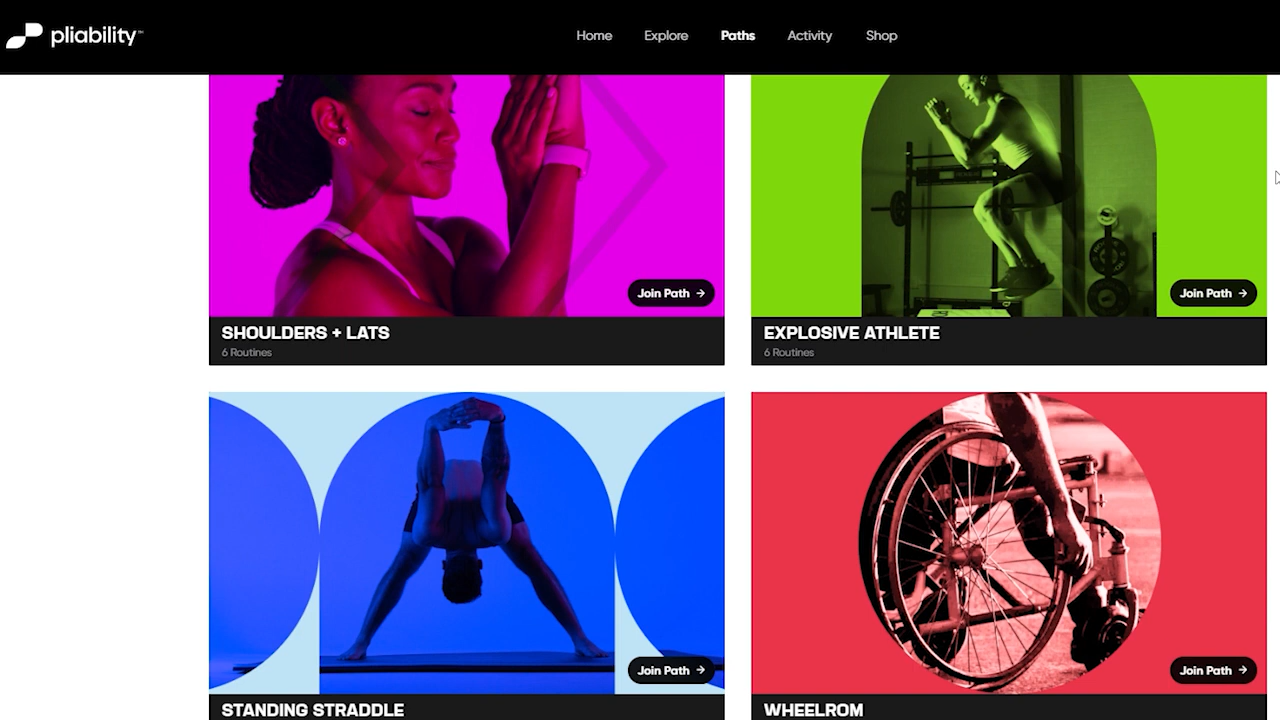 pliability™
Home Explore Paths Activity Shop
Join Path →
Join Path →
SHOULDERS + LATS
6 Routines
EXPLOSIVE ATHLETE
6 Routines
Join Path →
Join Path →
STANDING STRADDLE
WHEELROM